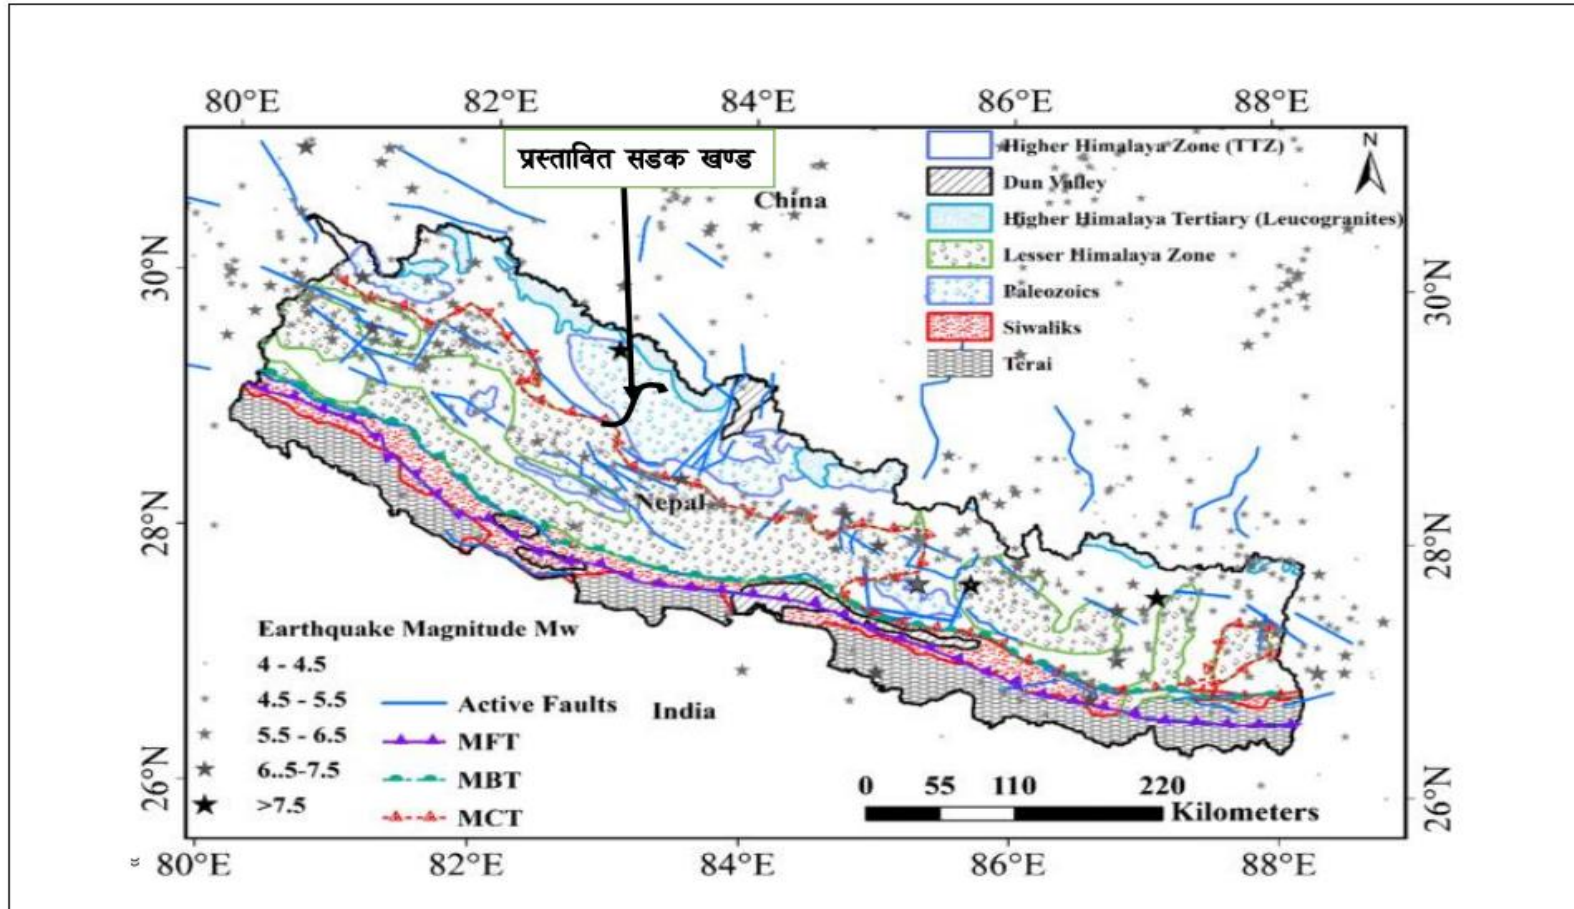 80°E 82°E 84°E 86°E 88°E
प्रस्तावित सडक खण्ड
China
N
Higher Himalaya Zone (TTZ)
Dun Valley
Higher Himalaya Tertiary (Leucogranites)
Lesser Himalaya Zone
Paleozoics
Siwaliks
Terai
30°N
30°N
28°N
28°N
26°N
26°N
Nepal
India
Earthquake Magnitude Mw
4 - 4.5
4.5 - 5.5
5.5 - 6.5
6..5-7.5
>7.5
Active Faults
MFT
MBT
MCT
0 55 110 220
Kilometers
80°E 82°E 84°E 86°E 88°E